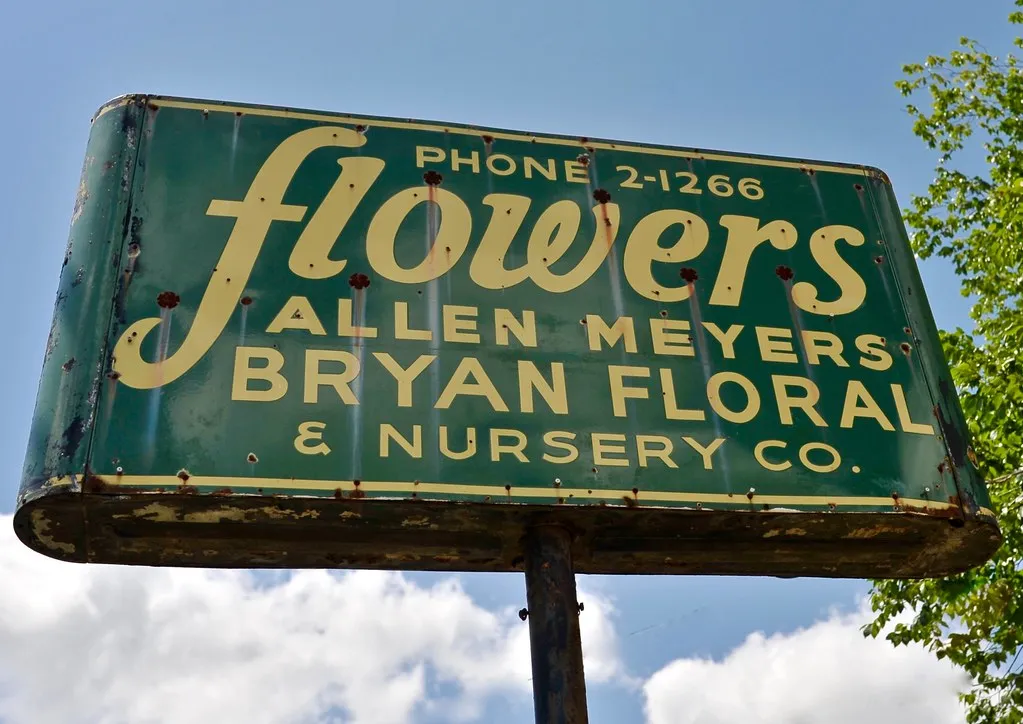 PHONE 2-1266
flowers
ALLEN MEYERS
BRYAN FLORAL
& NURSERY CO.